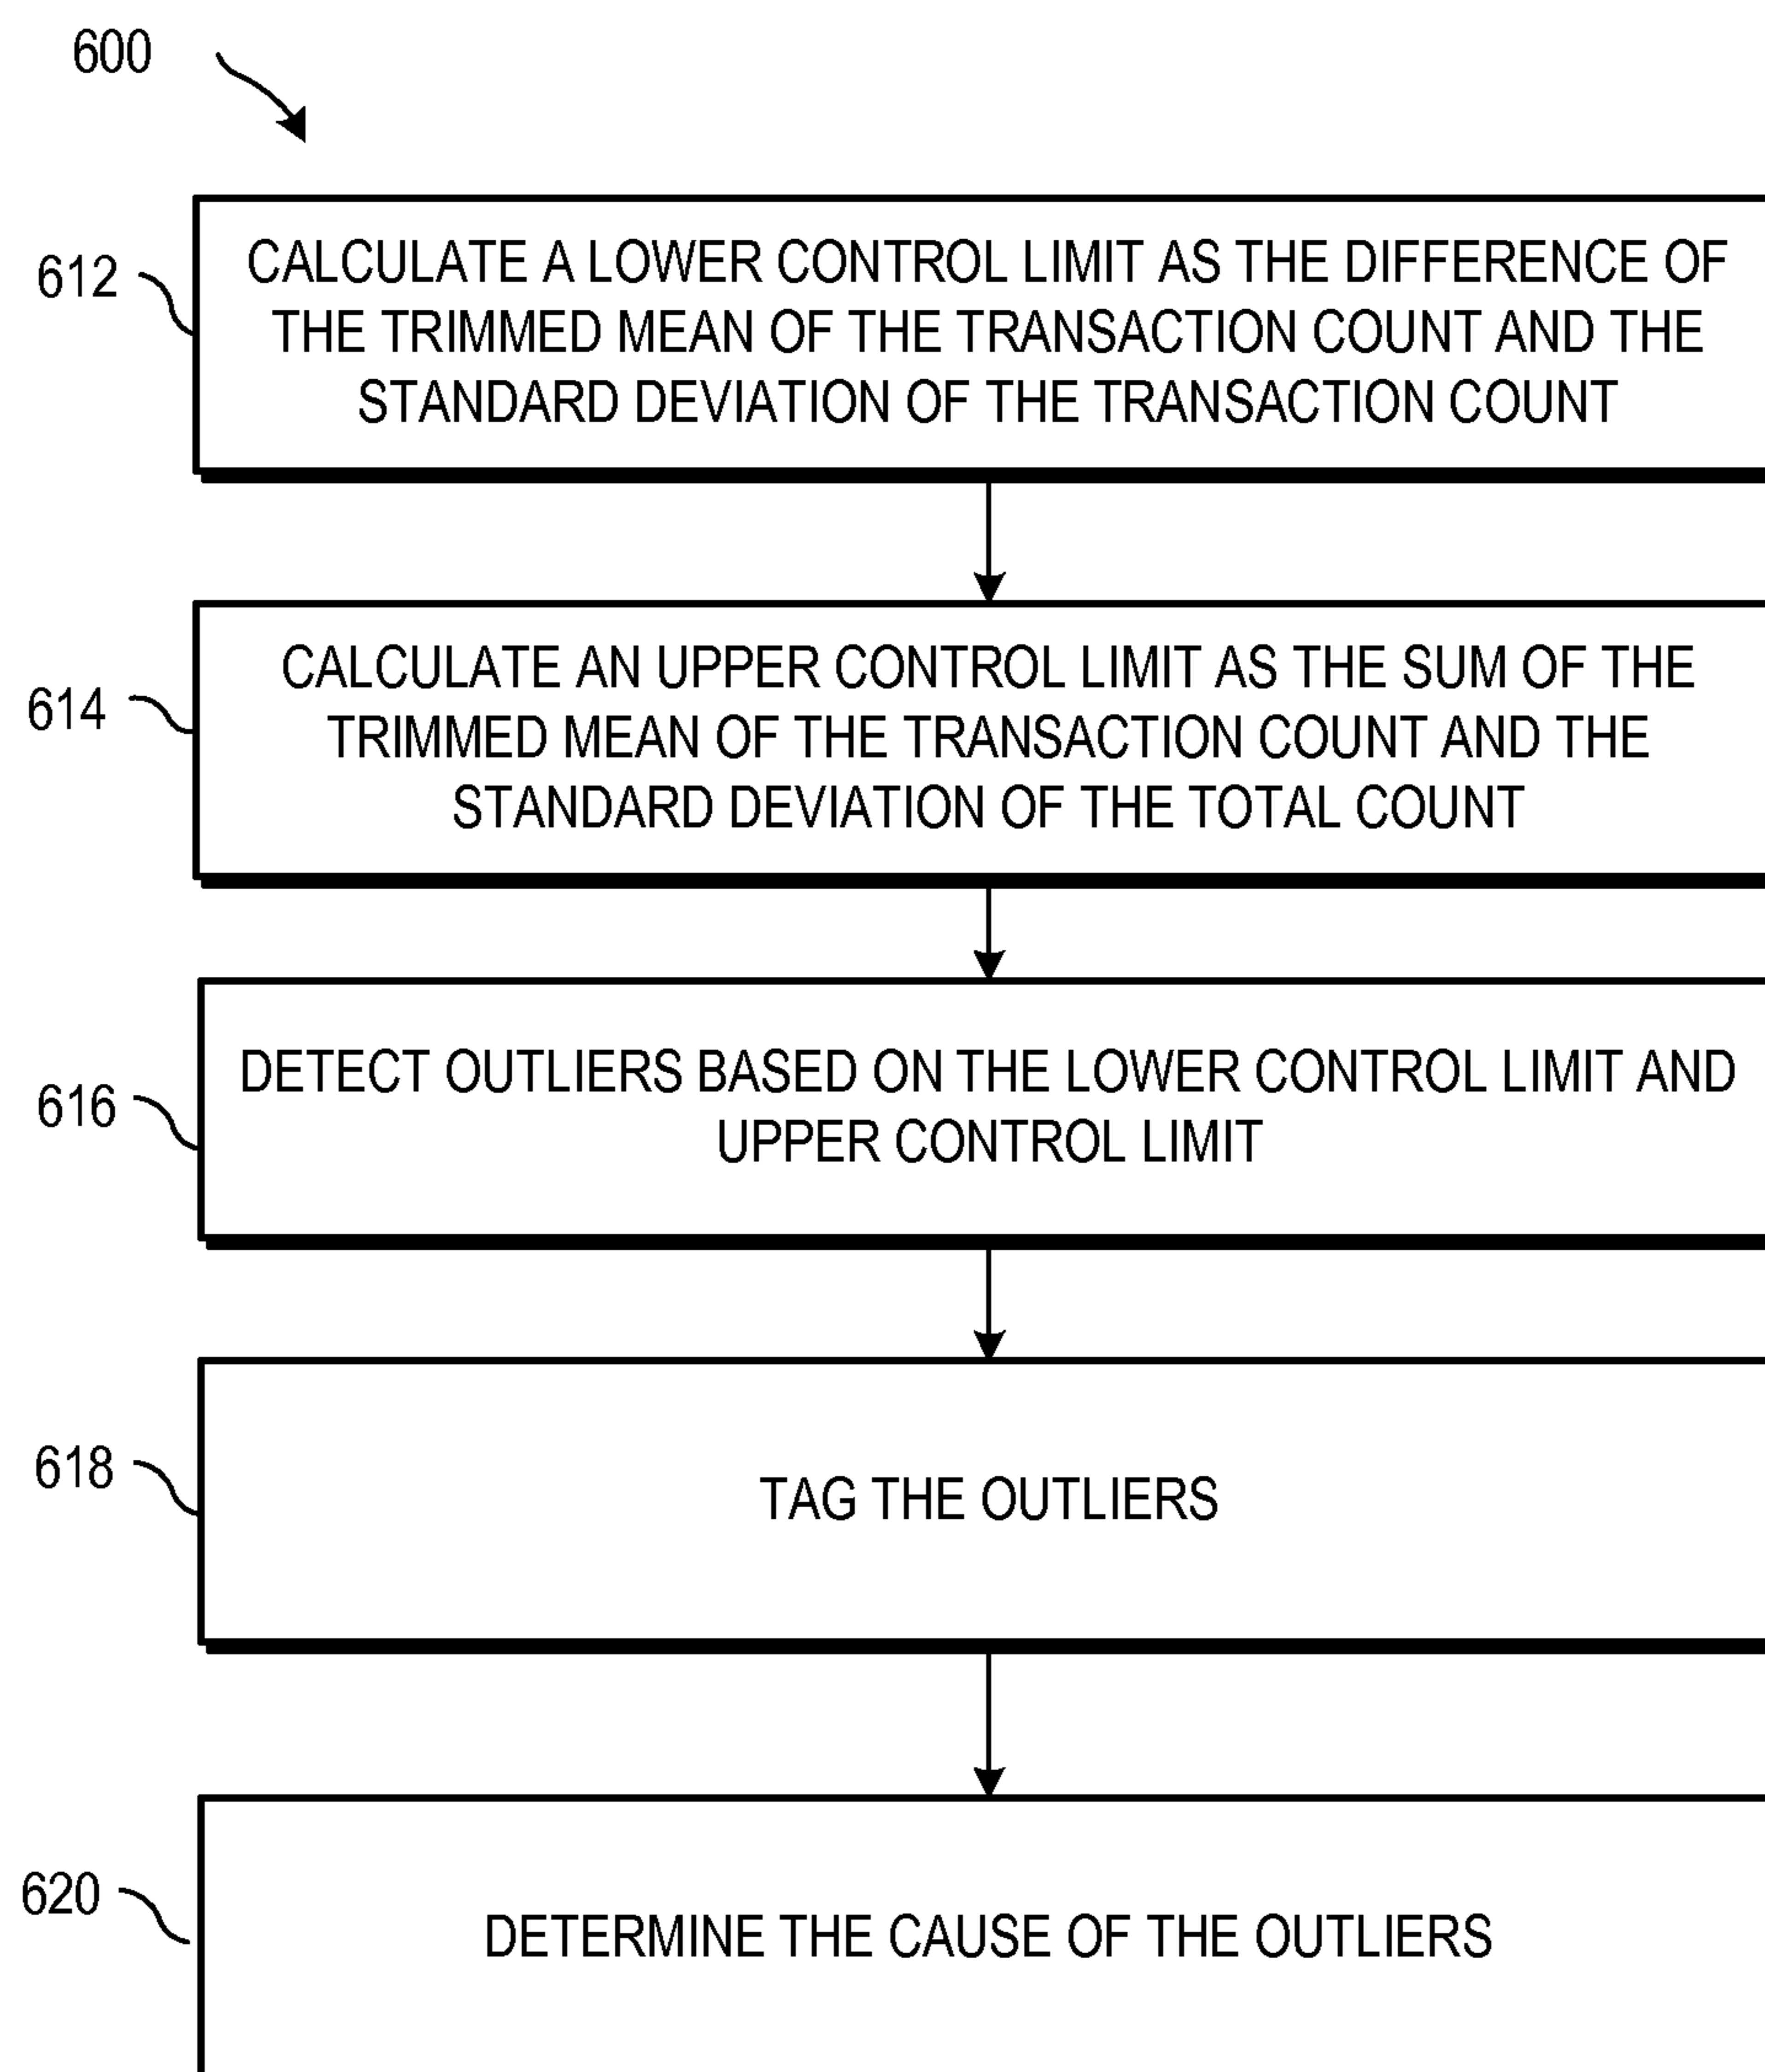 600
612
CALCULATE A LOWER CONTROL LIMIT AS THE DIFFERENCE OF
THE TRIMMED MEAN OF THE TRANSACTION COUNT AND THE
STANDARD DEVIATION OF THE TRANSACTION COUNT
614
CALCULATE AN UPPER CONTROL LIMIT AS THE SUM OF THE
TRIMMED MEAN OF THE TRANSACTION COUNT AND THE
STANDARD DEVIATION OF THE TOTAL COUNT
616
DETECT OUTLIERS BASED ON THE LOWER CONTROL LIMIT AND
UPPER CONTROL LIMIT
618
TAG THE OUTLIERS
620
DETERMINE THE CAUSE OF THE OUTLIERS